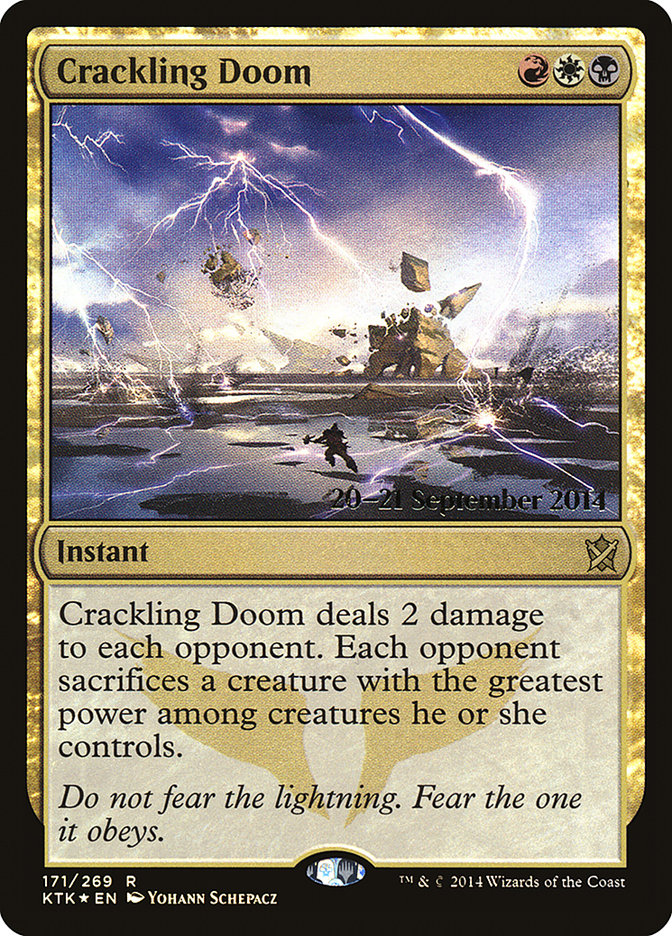 Crackling Doom
20–21 September 2014
Instant
Crackling Doom deals 2 damage
to each opponent. Each opponent
sacrifices a creature with the greatest
power among creatures he or she
controls.
Do not fear the lightning. Fear the one
it obeys.
171/269 R
KTK★EN Yohann Schepacz
™ & © 2014 Wizards of the Coast